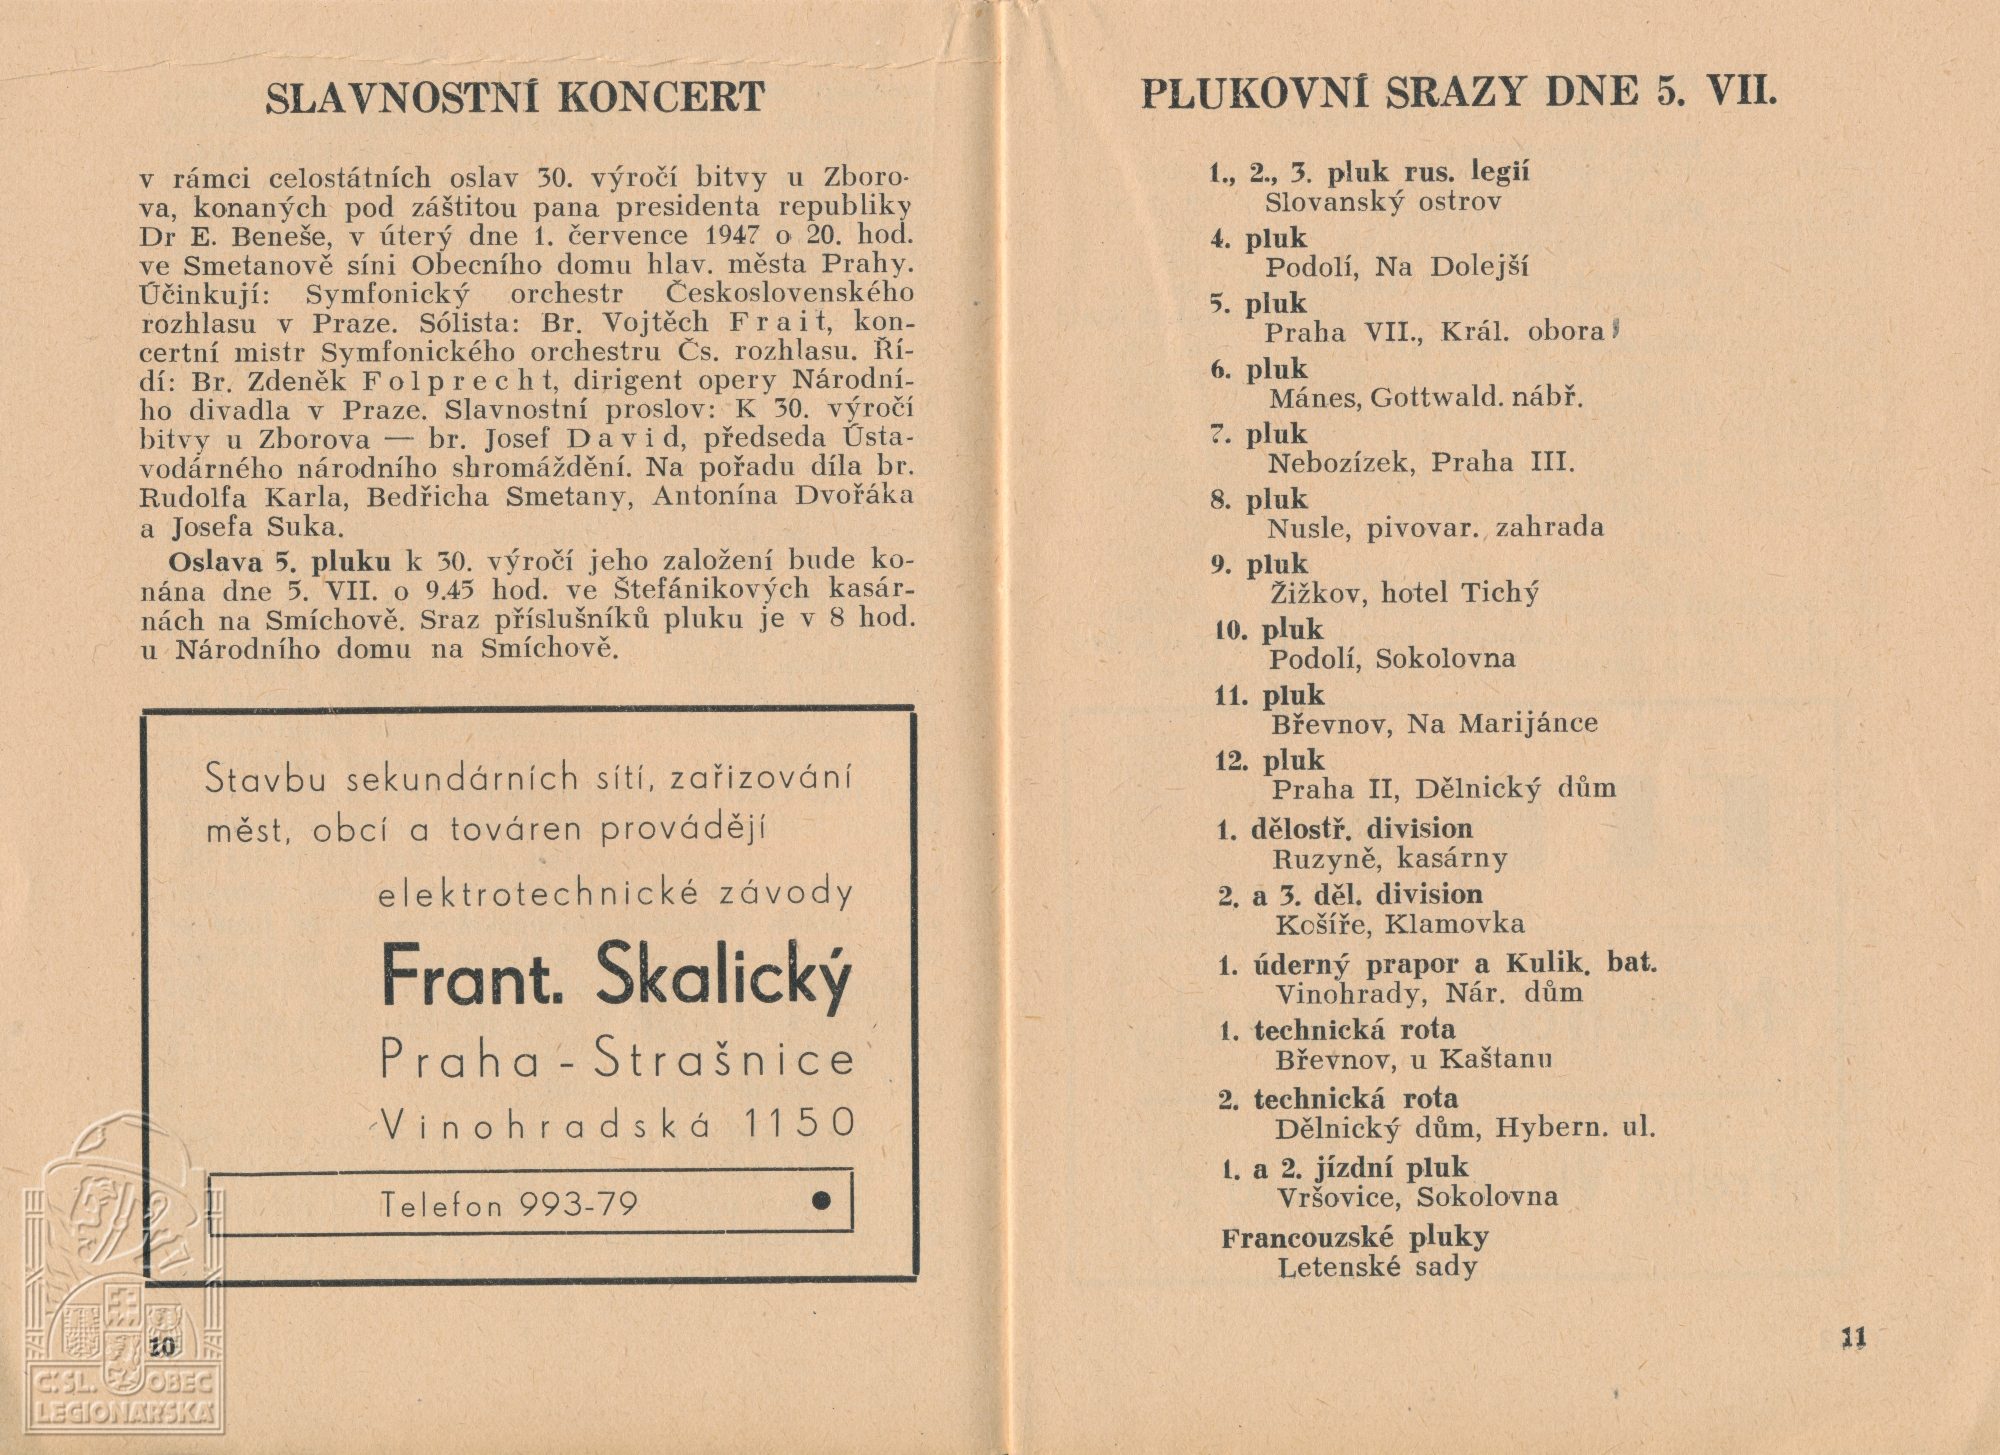 SLAVNOSTNÍ KONCERT
v rámci celostátních oslav 30. výročí bitvy u Zboro-
va, konaných pod záštitou pana presidenta republiky
Dr E. Beneše, v úterý dne 1. července 1947 o 20. hod.
ve Smetanově síni Obecního domu hlav. města Prahy.
Účinkují: Symfonický orchestr Československého
rozhlasu v Praze. Sólista: Br. Vojtěch Frait, kon-
certní mistr Symfonického orchestru Čs. rozhlasu. Ří-
dí: Br. Zdeněk Folprecht, dirigent opery Národní-
ho divadla v Praze. Slavnostní proslov: K 30. výročí
bitvy u Zborova — br. Josef David, předseda Ústa-
vodárného národního shromáždění. Na pořadu díla br.
Rudolfa Karla, Bedřicha Smetany, Antonína Dvořáka
a Josefa Suka.
Oslava 5. pluku k 30. výročí jeho založení bude ko-
nána dne 5. VII. o 9.45 hod. ve Štefánikových kasár-
nách na Smíchově. Sraz příslušníků pluku je v 8 hod.
u Národního domu na Smíchově.
Stavbu sekundárních sítí, zařizování
měst, obcí a továren provádějí
elektrotechnické závody
Frant. Skalický
Praha - Strašnice
Vinohradská 1150
Telefon 993-79
10
Č. SL. OBEC
LEGIONÁŘSKÁ
PLUKOVNÍ SRAZY DNE 5. VII.
1., 2., 3. pluk rus. legií
Slovanský ostrov
4. pluk
Podolí, Na Dolejší
5. pluk
Praha VII., Král. obora
6. pluk
Mánes, Gottwald. nábř.
7. pluk
Nebozízek, Praha III.
8. pluk
Nusle, pivovar. zahrada
9. pluk
Žižkov, hotel Tichý
10. pluk
Podolí, Sokolovna
11. pluk
Břevnov, Na Marijánce
12. pluk
Praha II, Dělnický dům
1. dělostř. division
Ruzyně, kasárny
2. a 3. děl. division
Košíře, Klamovka
1. úderný prapor a Kulik. bat.
Vinohrady, Nár. dům
1. technická rota
Břevnov, u Kaštanu
2. technická rota
Dělnický dům, Hybern. ul.
1. a 2. jízdní pluk
Vršovice, Sokolovna
Francouzské pluky
Letenské sady
11